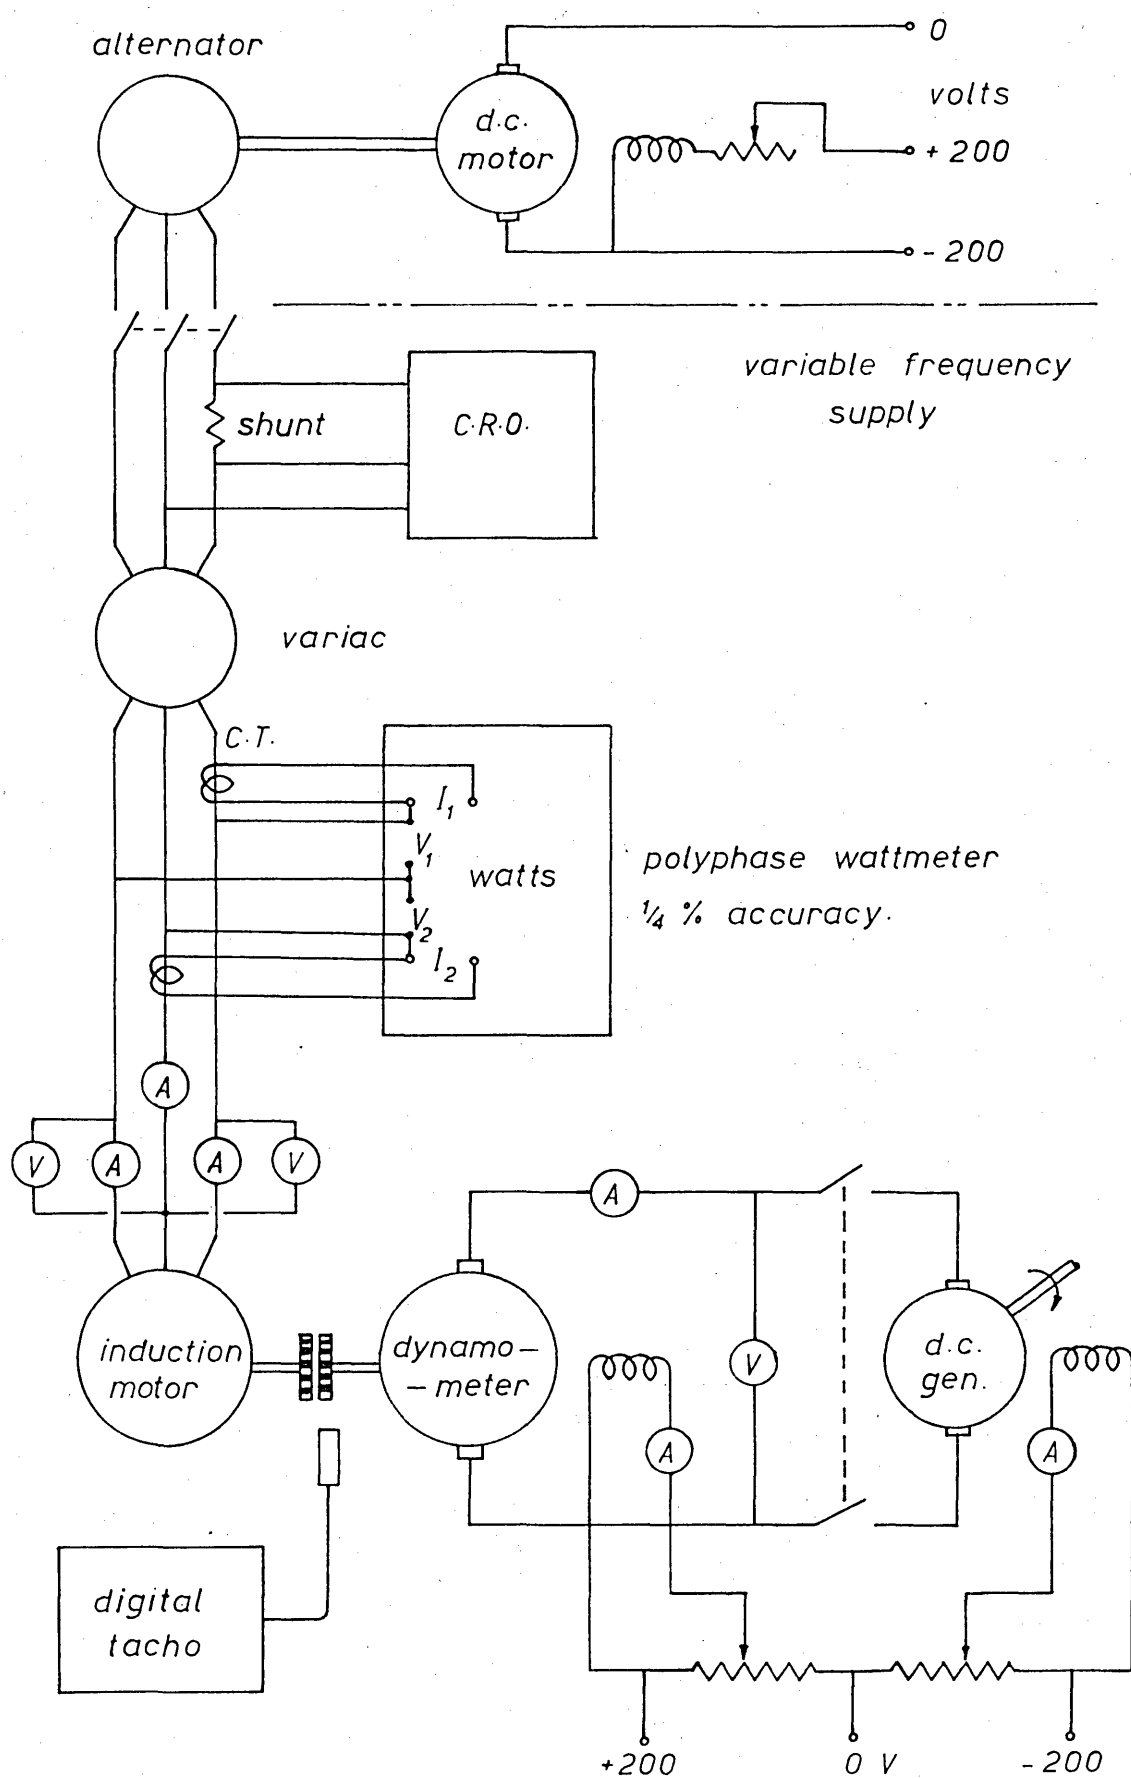 alternator
0
volts
d.c.
motor
+ 200
- 200
variable frequency
supply
shunt
C.R.O.
variac
C.T.
I1
V1
watts
V2
I2
polyphase wattmeter
1/4 % accuracy.
A
V
A
A
V
A
induction
motor
dynamo-
-meter
V
d.c.
gen.
A
A
digital
tacho
+200
0 V
- 200